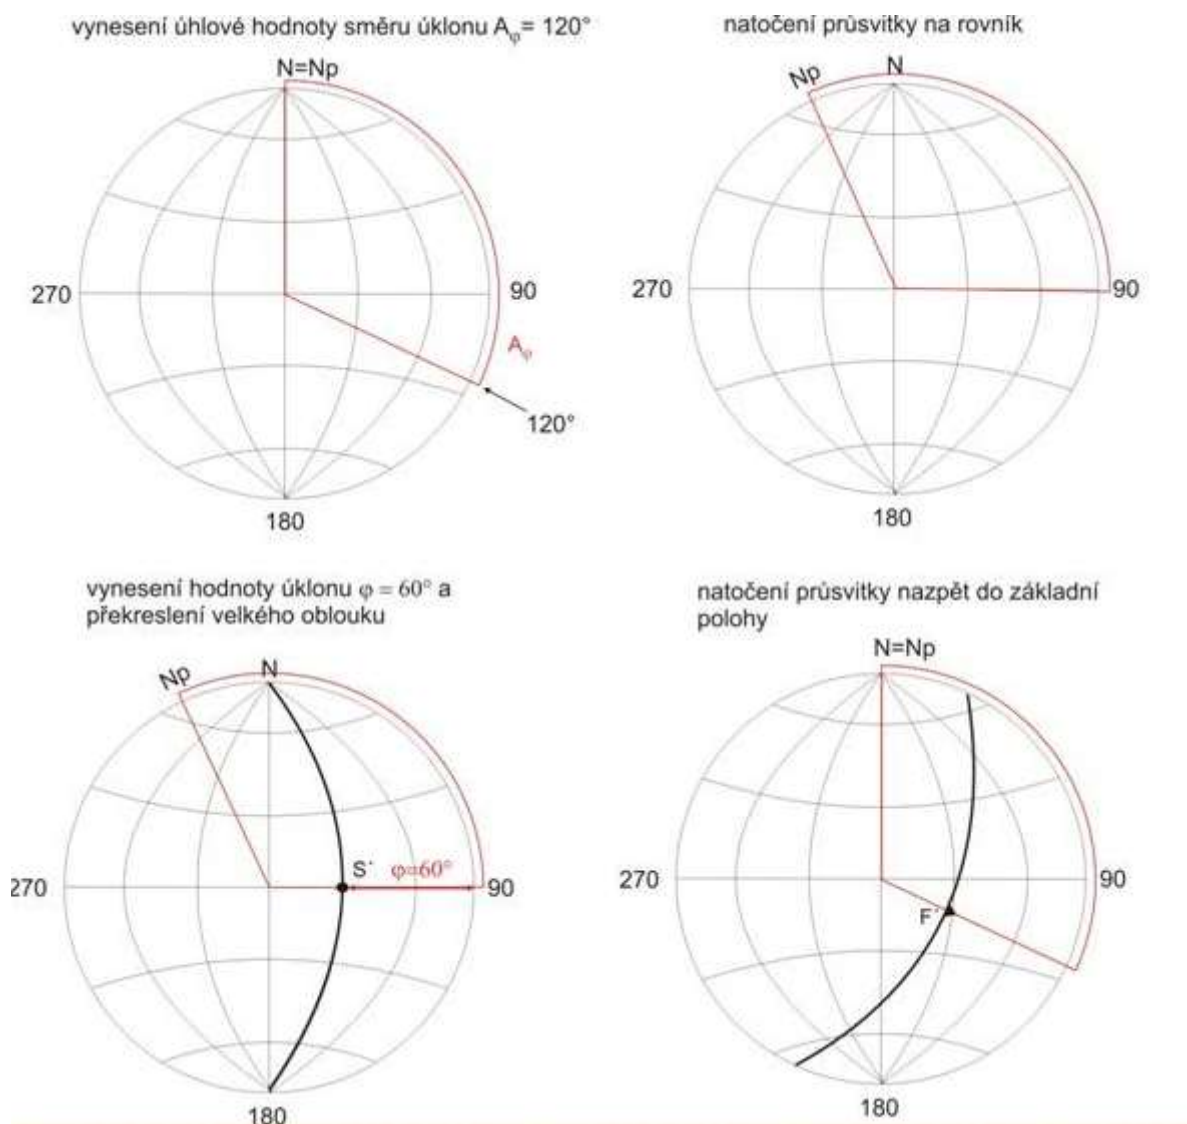 vynesení úhlové hodnoty směru úklonu Aφ= 120°
N=Np
270
90
Aφ
120°
180
natočení průsvitky na rovník
Np
N
270
90
180
vynesení hodnoty úklonu φ = 60° a
překreslení velkého oblouku
Np
N
S´
φ=60°
270
90
180
natočení průsvitky nazpět do základní
polohy
N=Np
270
90
F´
180